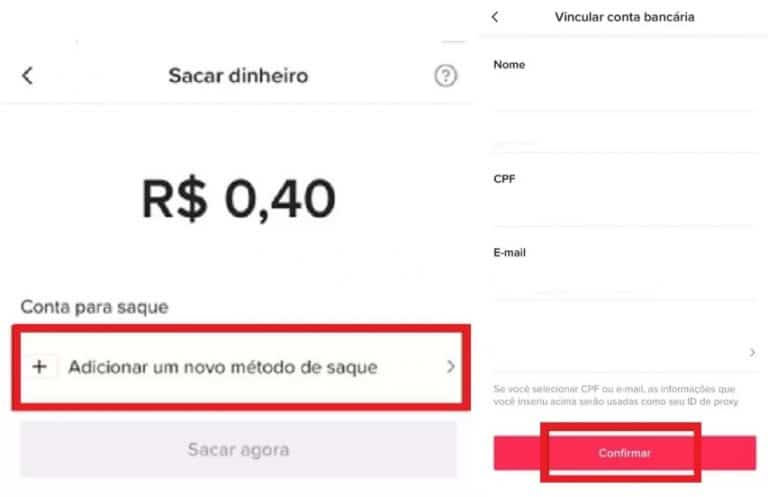 Sacar dinheiro
?
R$ 0,40
Conta para saque
+ Adicionar um novo método de saque
Sacar agora
Vincular conta bancária
Nome
CPF
E-mail
Se você selecionar CPF ou e-mail, as informações que
você inseriu acima serão usadas como seu ID de proxy
Confirmar